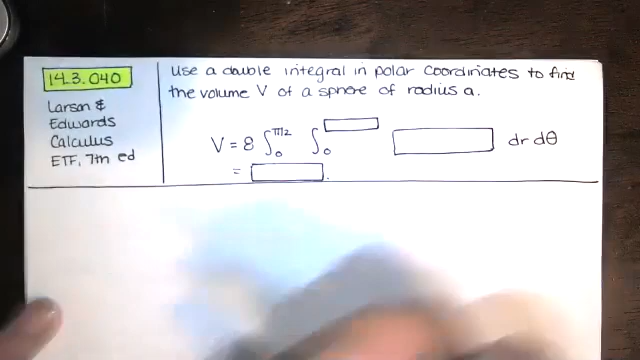 14.3.040
Larson &
Edwards
Calculus
ETF, 7th ed
Use a double integral in polar coordinates to find
the volume V of a sphere of radius a.
V = 8 ∫₀^π/2 ∫₀ dr dθ
= .